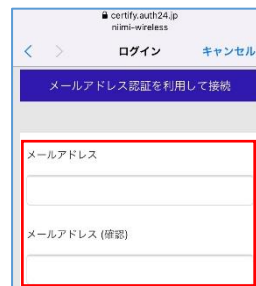 certify.auth24.jp
niimi-wireless
ログイン キャンセル
メールアドレス認証を利用して接続
メールアドレス
メールアドレス (確認)